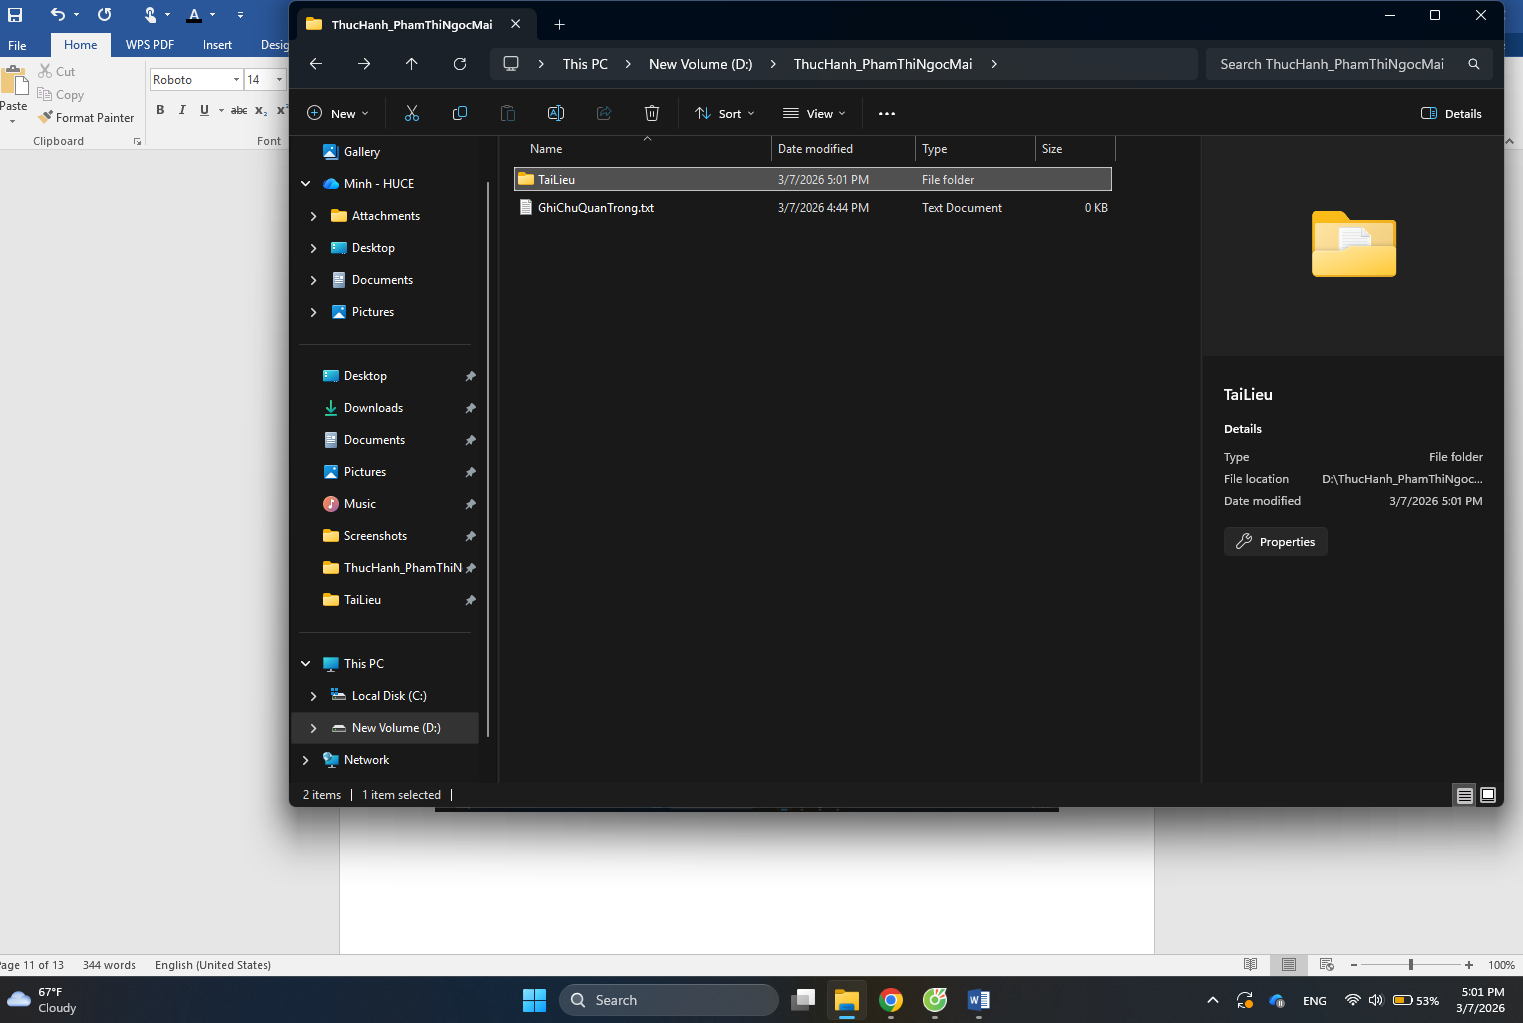 File
Home
WPS PDF
Insert
Desig
Paste
Cut
Copy
Format Painter
Clipboard
Roboto
14
B I U abc X₂ X²
Font
ThucHanh_PhamThiNgocMai
This PC
New Volume (D:)
ThucHanh_PhamThiNgocMai
Search ThucHanh_PhamThiNgocMai
New
Sort
View
Details
Gallery
Minh - HUCE
Attachments
Desktop
Documents
Pictures
Desktop
Downloads
Documents
Pictures
Music
Screenshots
ThucHanh_PhamThiN
TaiLieu
This PC
Local Disk (C:)
New Volume (D:)
Network
Name Date modified Type Size
TaiLieu 3/7/2026 5:01 PM File folder
GhiChuQuanTrong.txt 3/7/2026 4:44 PM Text Document 0 KB
TaiLieu
Details
Type File folder
File location D:\ThucHanh_PhamThiNgoc...
Date modified 3/7/2026 5:01 PM
Properties
2 items 1 item selected
age 11 of 13 344 words English (United States)
100%
67°F
Cloudy
Search
ENG
53%
5:01 PM
3/7/2026